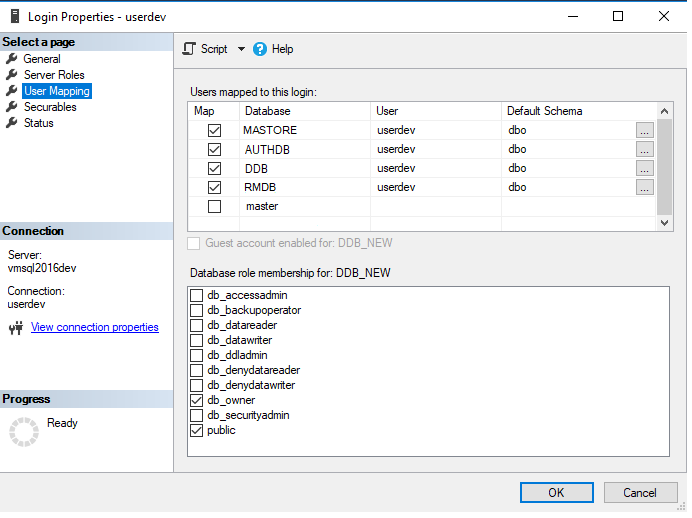 Login Properties - userdev
Select a page
General
Server Roles
User Mapping
Securables
Status
Connection
Server:
vmsql2016dev
Connection:
userdev
View connection properties
Progress
Ready
Script Help
Users mapped to this login:
Map Database User Default Schema
MASTORE userdev dbo ...
AUTHDB userdev dbo ...
DDB userdev dbo ...
RMDB userdev dbo ...
master
Guest account enabled for: DDB_NEW
Database role membership for: DDB_NEW
db_accessadmin
db_backupoperator
db_datareader
db_datawriter
db_ddladmin
db_denydatareader
db_denydatawriter
db_owner
db_securityadmin
public
OK Cancel